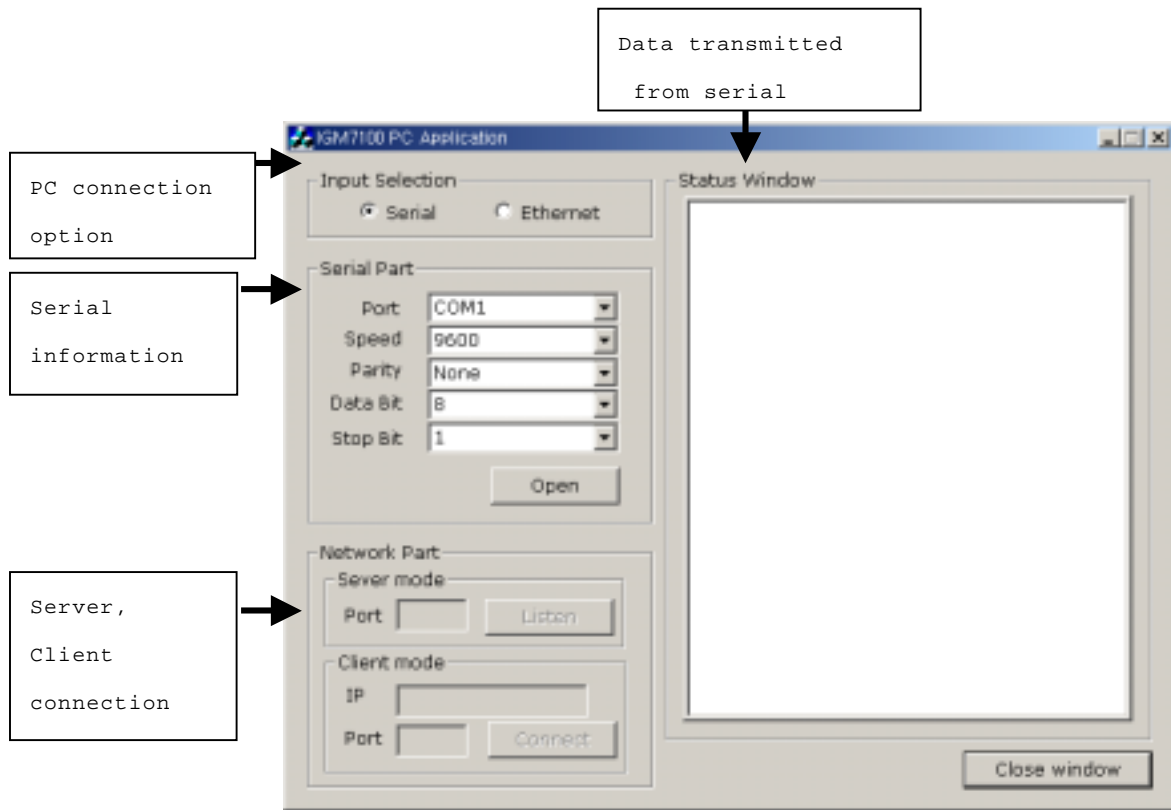 Data transmitted
from serial
IGM7100 PC Application
PC connection
option
Input Selection
Serial Ethernet
Status Window
Serial
information
Serial Part
Port COM1
Speed 9600
Parity None
Data Bit 8
Stop Bit 1
Open
Server,
Client
connection
Network Part
Sever mode
Port Listen
Client mode
IP
Port Connect
Close window